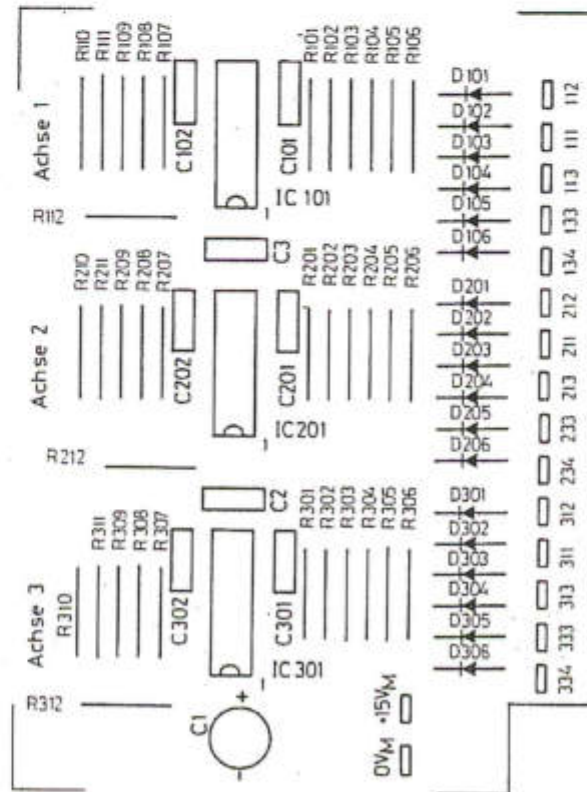 Achse 1
R110
R111
R109
R108
R107
C102
IC 101
C101
R101
R102
R103
R104
R105
R106
R112
C3
D101
D102
D103
D104
D105
D106
112
111
113
133
134
Achse 2
R210
R211
R209
R208
R207
C202
IC201
C201
R201
R202
R203
R204
R205
R206
R212
C2
D201
D202
D203
D204
D205
D206
212
211
213
233
234
Achse 3
R310
R311
R309
R308
R307
C302
IC301
C301
R301
R302
R303
R304
R305
R306
R312
C1
+
-
D301
D302
D303
D304
D305
D306
312
311
313
333
334
+15VM
0VM